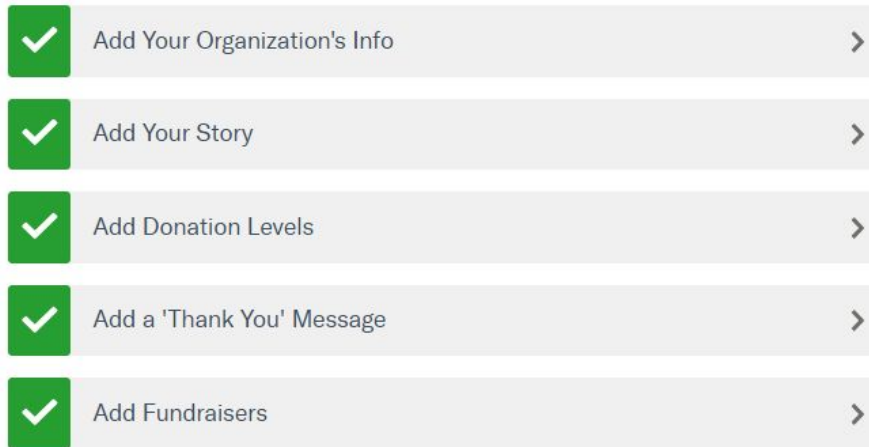 Add Your Organization's Info
Add Your Story
Add Donation Levels
Add a 'Thank You' Message
Add Fundraisers